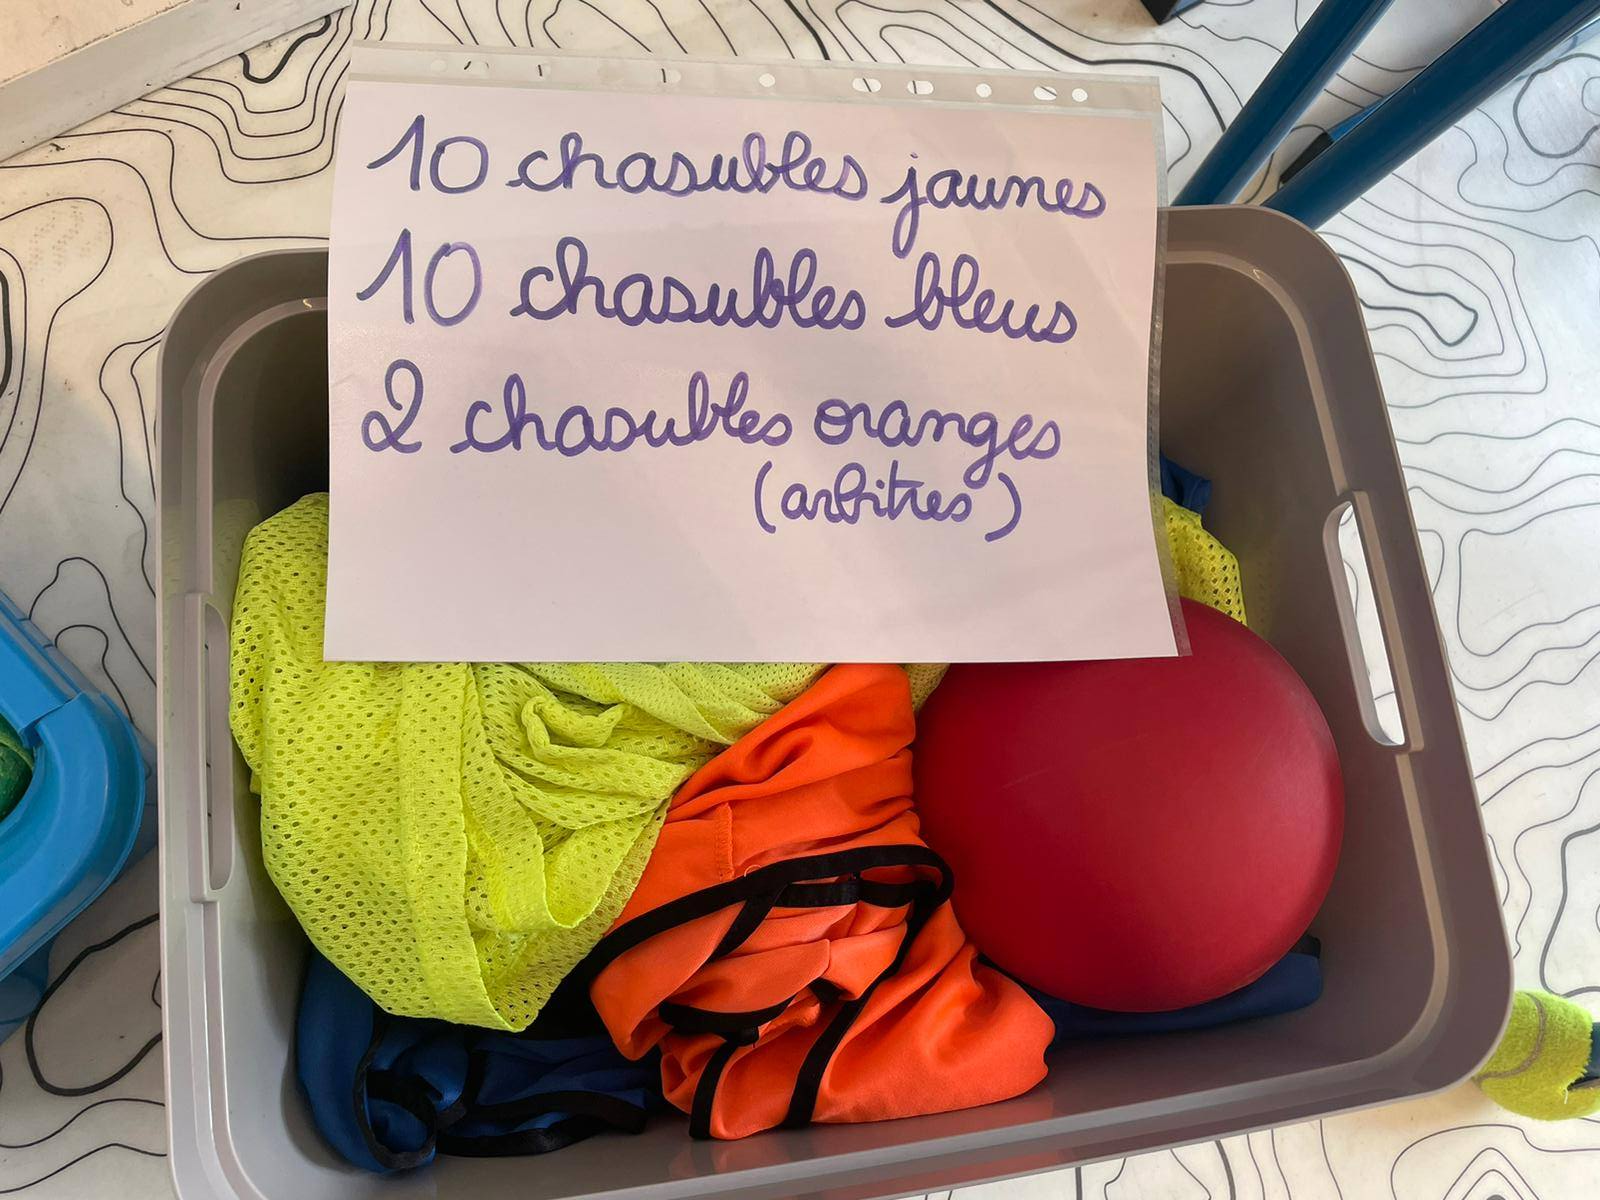 10 chasubles jaunes
10 chasubles bleus
2 chasubles oranges
(arbitres)